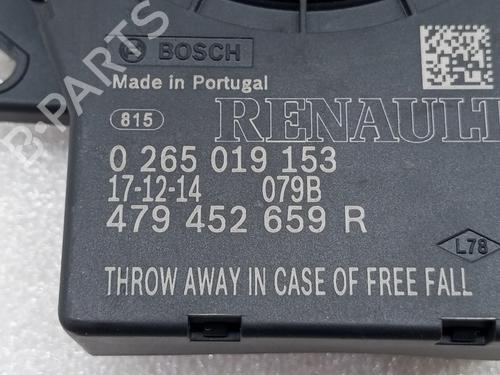 BOSCH
Made in Portugal
815
RENAULT
0 265 019 153
17-12-14 079B
479 452 659 R
L78
THROW AWAY IN CASE OF FREE FALL
B-PARTS
B-PARTS